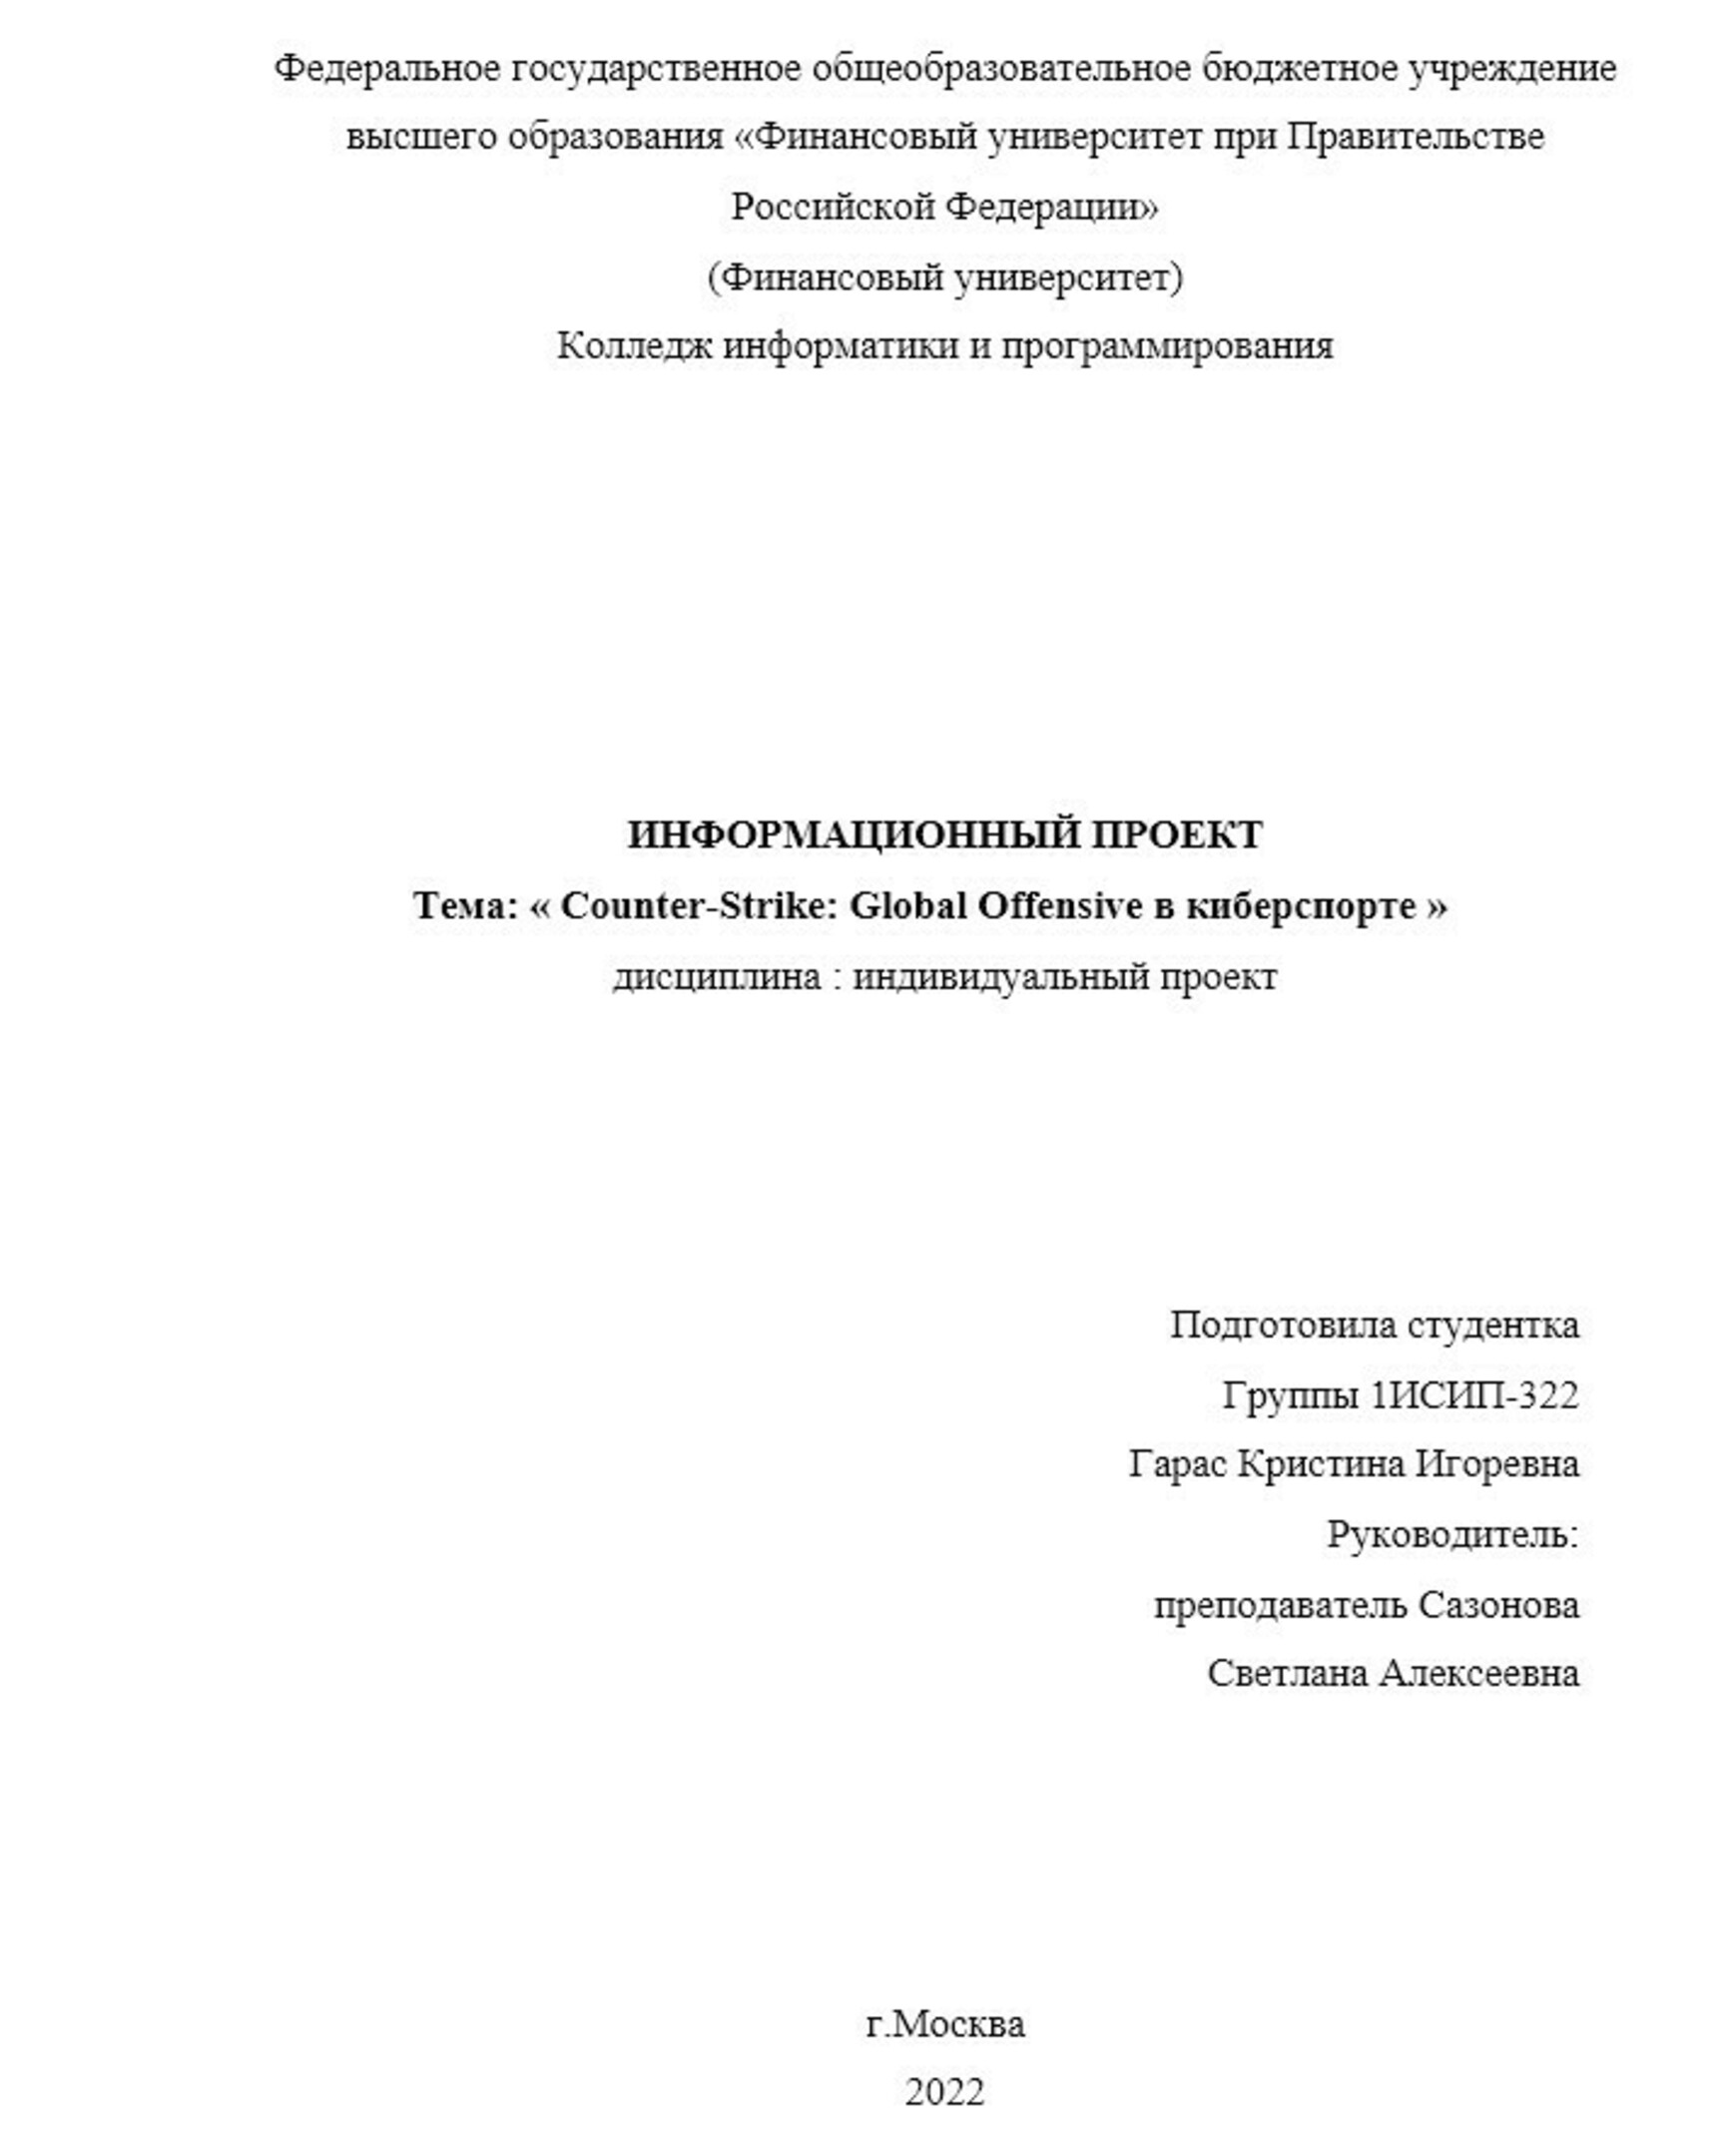 Федеральное государственное общеобразовательное бюджетное учреждение
высшего образования «Финансовый университет при Правительстве
Российской Федерации»
(Финансовый университет)
Колледж информатики и программирования
ИНФОРМАЦИОННЫЙ ПРОЕКТ
Тема: « Counter-Strike: Global Offensive в киберспорте »
дисциплина : индивидуальный проект
Подготовила студентка
Группы 1ИСИП-322
Гарас Кристина Игоревна
Руководитель:
преподаватель Сазонова
Светлана Алексеевна
г.Москва
2022